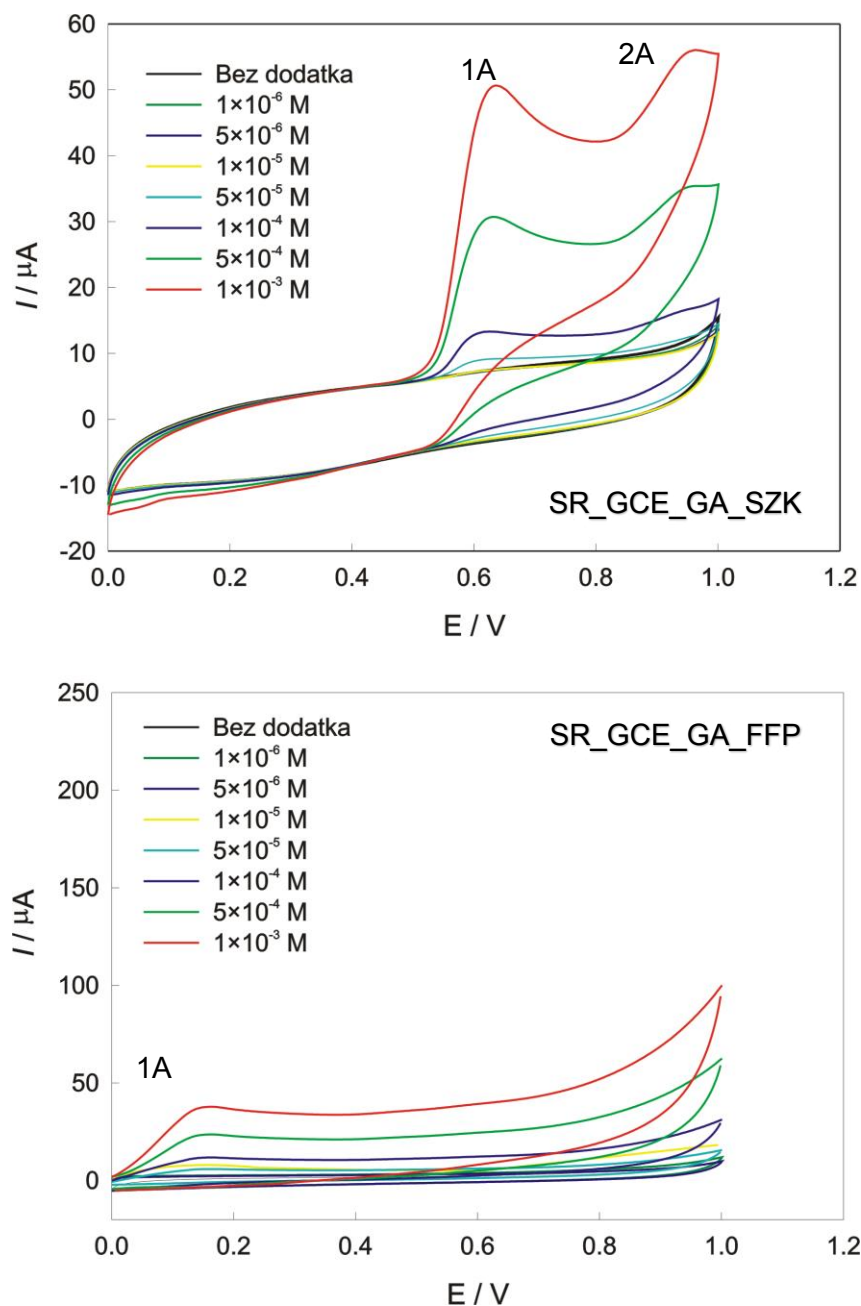 60
50
40
30
20
10
0
-10
-20
I / µA
Bez dodatka
1×10⁻⁶ M
5×10⁻⁶ M
1×10⁻⁵ M
5×10⁻⁵ M
1×10⁻⁴ M
5×10⁻⁴ M
1×10⁻³ M
1A
2A
SR_GCE_GA_SZK
0.0 0.2 0.4 0.6 0.8 1.0 1.2
E / V
250
200
150
100
50
0
I / µA
Bez dodatka
1×10⁻⁶ M
5×10⁻⁶ M
1×10⁻⁵ M
5×10⁻⁵ M
1×10⁻⁴ M
5×10⁻⁴ M
1×10⁻³ M
SR_GCE_GA_FFP
1A
0.0 0.2 0.4 0.6 0.8 1.0 1.2
E / V